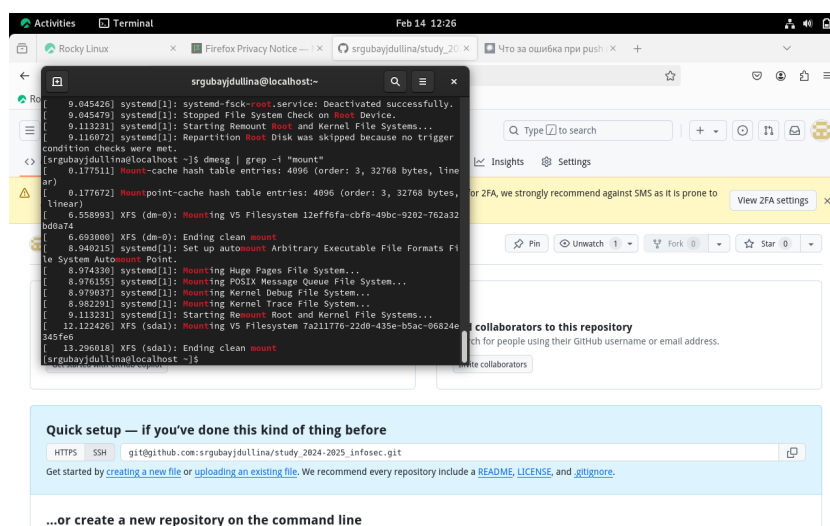 Activities Terminal Feb 14 12:26
Rocky Linux × Firefox Privacy Notice — × srgubayjdullina/study_20 × Что за ошибка при push × +
srgubayjdullina@localhost:~
Ro
[ 9.045426] systemd[1]: systemd-fsck-root.service: Deactivated successfully.
[ 9.045479] systemd[1]: Stopped File System Check on Root Device.
[ 9.113231] systemd[1]: Starting Remount Root and Kernel File Systems...
[ 9.116072] systemd[1]: Repartition Root Disk was skipped because no trigger
condition checks were met.
[srgubayjdullina@localhost ~]$ dmesg | grep -i "mount"
[ 0.177511] Mount-cache hash table entries: 4096 (order: 3, 32768 bytes, line
ar)
[ 0.177672] Mountpoint-cache hash table entries: 4096 (order: 3, 32768 bytes,
linear)
[ 6.558993] XFS (dm-0): Mounting V5 Filesystem 12eff6fa-cbf8-49bc-9202-762a32
bd0a74
[ 6.693000] XFS (dm-0): Ending clean mount
[ 8.940215] systemd[1]: Set up automount Arbitrary Executable File Formats Fi
le System Automount Point.
[ 8.974330] systemd[1]: Mounting Huge Pages File System...
[ 8.976155] systemd[1]: Mounting POSIX Message Queue File System...
[ 8.979037] systemd[1]: Mounting Kernel Debug File System...
[ 8.982291] systemd[1]: Mounting Kernel Trace File System...
[ 9.113231] systemd[1]: Starting Remount Root and Kernel File Systems...
[ 12.122426] XFS (sda1): Mounting V5 Filesystem 7a211776-22d0-435e-b5ac-06824e
345fe6
[ 13.296018] XFS (sda1): Ending clean mount
[srgubayjdullina@localhost ~]$
Type / to search
Insights Settings
for 2FA, we strongly recommend against SMS as it is prone to
View 2FA settings ×
Pin Unwatch 1 Fork 0 Star 0
collaborators to this repository
rch for people using their GitHub username or email address.
Get started with GitHub Copilot
Invite collaborators
Quick setup — if you've done this kind of thing before
HTTPS SSH git@github.com:srgubayjdullina/study_2024-2025_infosec.git
Get started by creating a new file or uploading an existing file. We recommend every repository include a README, LICENSE, and .gitignore.
...or create a new repository on the command line